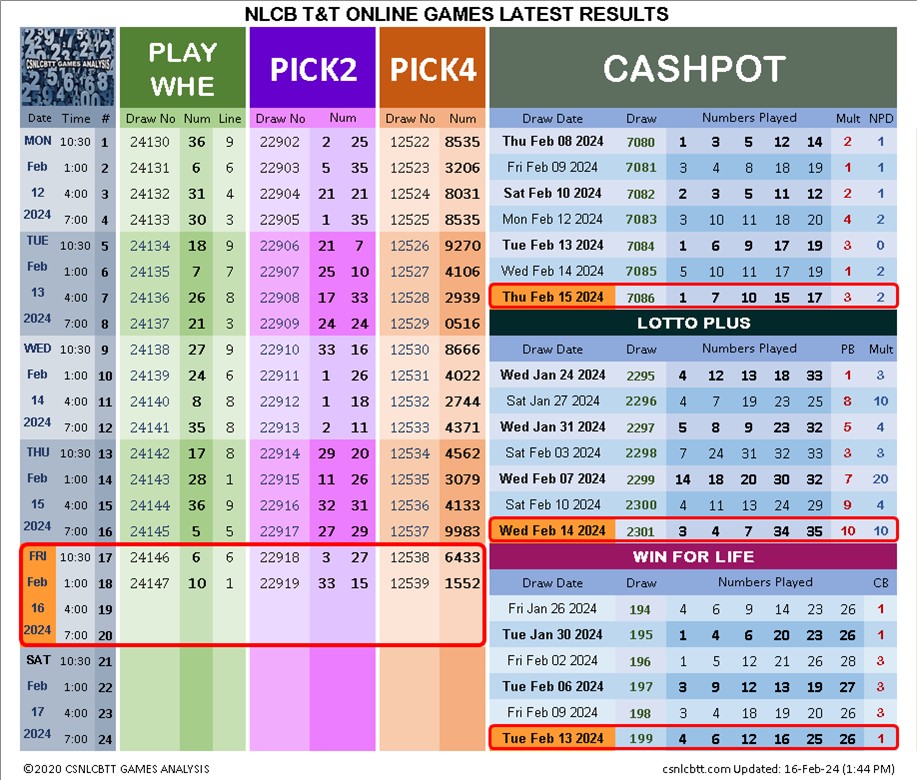 NLCB T&T ONLINE GAMES LATEST RESULTS
CSNLCBTT GAMES ANALYSIS
PLAY WHE PICK2 PICK4 CASHPOT
Date Time # Draw No Num Line Draw No Num Draw No Num Draw Date Draw Numbers Played Mult NPD
MON 10:30 1 24130 36 9 22902 2 25 12522 8535 Thu Feb 08 2024 7080 1 3 5 12 14 2 1
Feb 1:00 2 24131 6 6 22903 5 35 12523 3206 Fri Feb 09 2024 7081 3 4 8 18 19 1 1
12 4:00 3 24132 31 4 22904 21 21 12524 8031 Sat Feb 10 2024 7082 2 3 5 11 12 2 1
2024 7:00 4 24133 30 3 22905 1 35 12525 8535 Mon Feb 12 2024 7083 3 10 11 18 20 4 2
TUE 10:30 5 24134 18 9 22906 21 7 12526 9270 Tue Feb 13 2024 7084 1 6 9 17 19 3 0
Feb 1:00 6 24135 7 7 22907 25 10 12527 4106 Wed Feb 14 2024 7085 5 10 11 17 19 1 2
13 4:00 7 24136 26 8 22908 17 33 12528 2939 Thu Feb 15 2024 7086 1 7 10 15 17 3 2
2024 7:00 8 24137 21 3 22909 24 24 12529 0516 LOTTO PLUS
WED 10:30 9 24138 27 9 22910 33 16 12530 8666 Draw Date Draw Numbers Played PB Mult
Feb 1:00 10 24139 24 6 22911 1 26 12531 4022 Wed Jan 24 2024 2295 4 12 13 18 33 1 3
14 4:00 11 24140 8 8 22912 1 18 12532 2744 Sat Jan 27 2024 2296 4 7 19 23 25 8 10
2024 7:00 12 24141 35 8 22913 2 11 12533 4371 Wed Jan 31 2024 2297 5 8 9 23 32 5 4
THU 10:30 13 24142 17 8 22914 29 20 12534 4562 Sat Feb 03 2024 2298 7 24 31 32 33 3 3
Feb 1:00 14 24143 28 1 22915 11 26 12535 3079 Wed Feb 07 2024 2299 14 18 20 30 32 7 20
15 4:00 15 24144 36 9 22916 32 31 12536 4133 Sat Feb 10 2024 2300 4 11 13 24 29 9 4
2024 7:00 16 24145 5 5 22917 27 29 12537 9983 Wed Feb 14 2024 2301 3 4 7 34 35 10 10
FRI 10:30 17 24146 6 6 22918 3 27 12538 6433 WIN FOR LIFE
Feb 1:00 18 24147 10 1 22919 33 15 12539 1552 Draw Date Draw Numbers Played CB
16 4:00 19 Fri Jan 26 2024 194 4 6 9 14 23 26 1
2024 7:00 20 Tue Jan 30 2024 195 1 4 6 20 23 26 1
SAT 10:30 21 Fri Feb 02 2024 196 1 5 12 21 26 28 3
Feb 1:00 22 Tue Feb 06 2024 197 3 9 12 13 19 27 3
17 4:00 23 Fri Feb 09 2024 198 3 4 18 19 20 26 3
2024 7:00 24 Tue Feb 13 2024 199 4 6 12 16 25 26 1
©2020 CSNLCBTT GAMES ANALYSIS csnlcbtt.com Updated: 16-Feb-24 (1:44 PM)